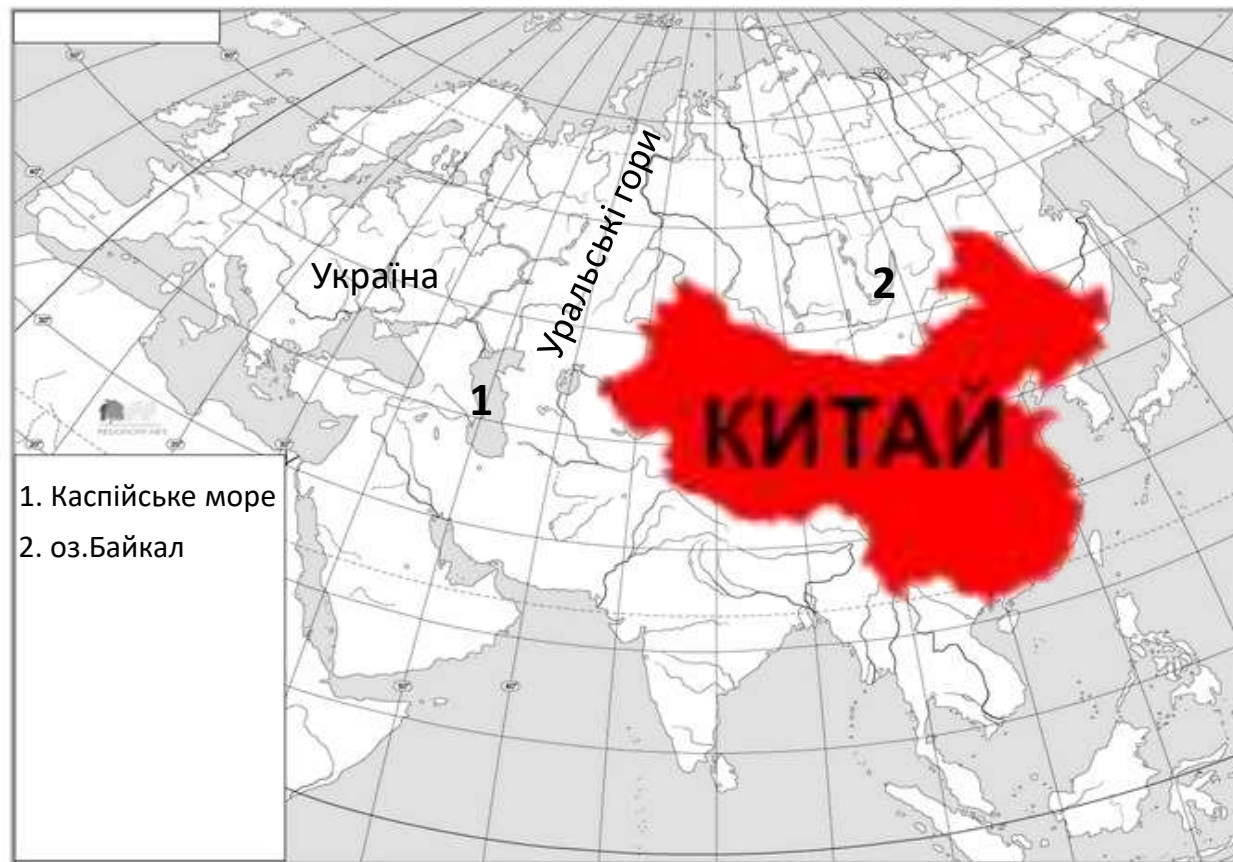 Уральські гори
Україна
2
1
КИТАЙ
1. Каспійське море
2. оз.Байкал